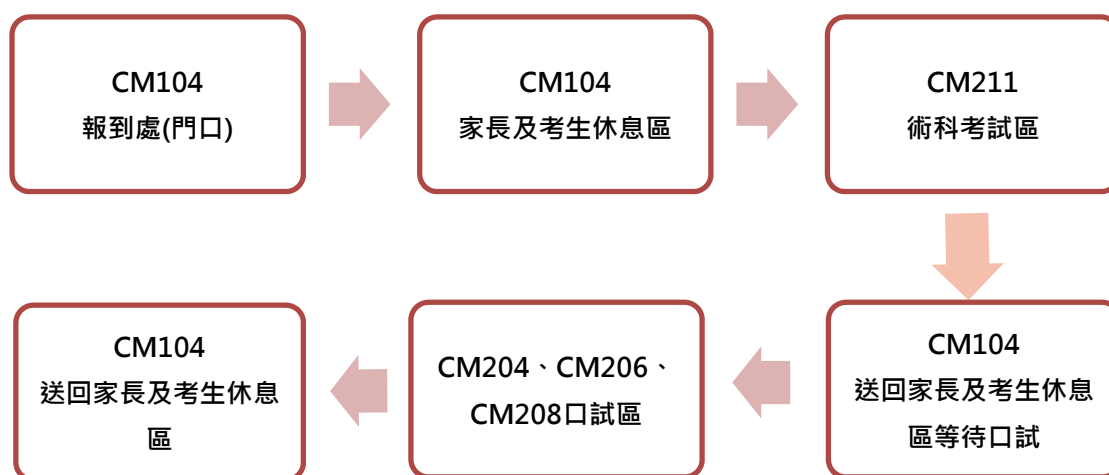 CM104
報到處(門口)
CM104
家長及考生休息區
CM211
術科考試區
CM104
送回家長及考生休息
區等待口試
CM204、CM206、
CM208口試區
CM104
送回家長及考生休息
區